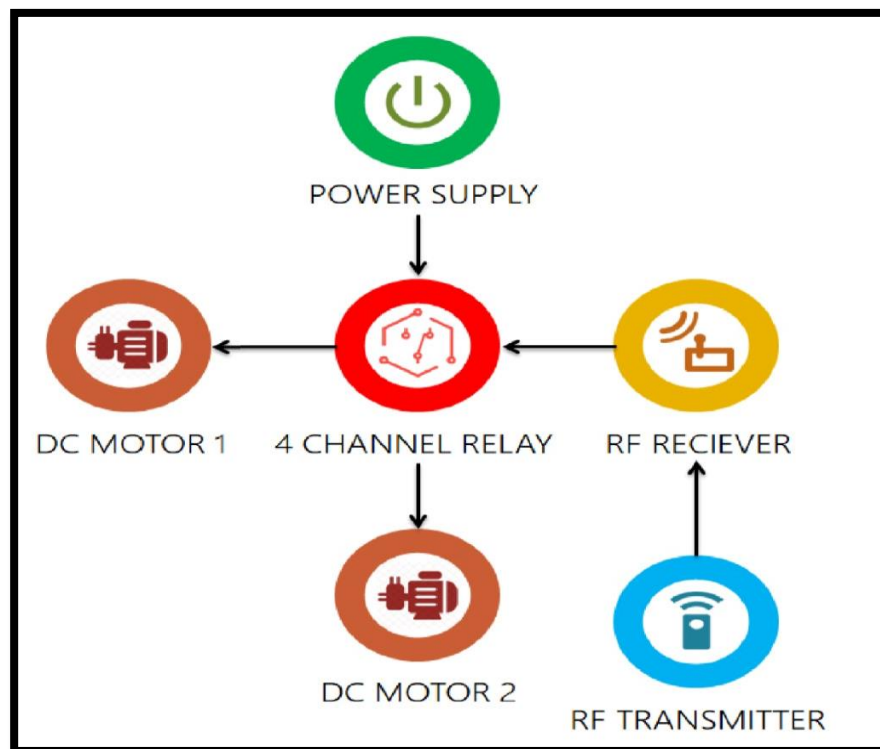 POWER SUPPLY
DC MOTOR 1
4 CHANNEL RELAY
RF RECIEVER
DC MOTOR 2
RF TRANSMITTER